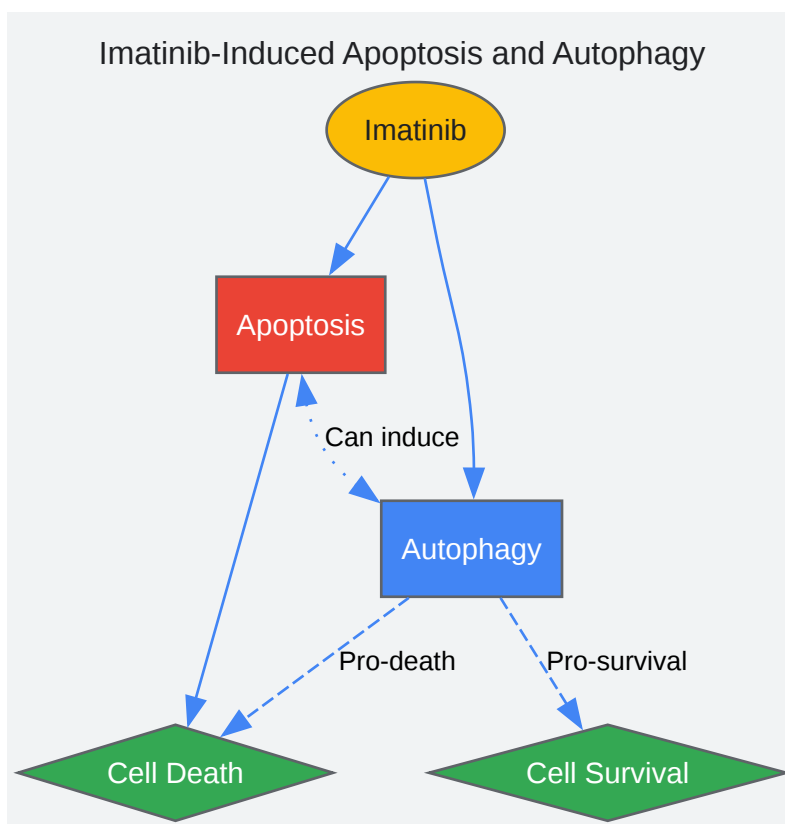 Imatinib-Induced Apoptosis and Autophagy
Imatinib
Apoptosis
Can induce
Autophagy
Pro-death
Pro-survival
Cell Death
Cell Survival